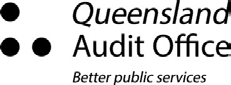 Queensland
Audit Office
Better public services